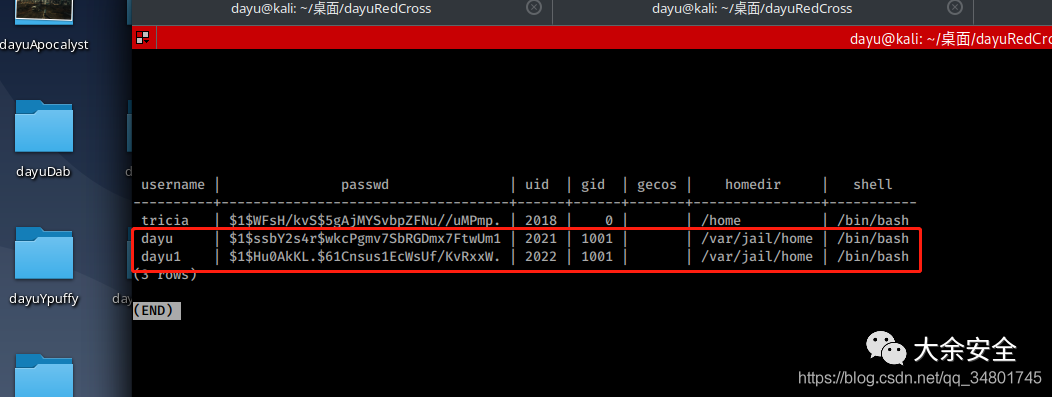 dayu@kali: ~/桌面/dayuRedCross
dayu@kali: ~/桌面/dayuRedCross
dayu@kali: ~/桌面/dayuRedCro
dayuApocalyst
dayuDab
dayuYpuffy
username | passwd | uid | gid | gecos | homedir | shell
----------+------------------------------------+------+------+-------+----------------+-----------
tricia | $1$WFsH/kvS$5gAjMYSvbpZFNu//uMPmp. | 2018 | 0 | | /home | /bin/bash
dayu | $1$ssbY2s4r$wkcPgmv7SbRGDmx7FtwUm1 | 2021 | 1001 | | /var/jail/home | /bin/bash
dayu1 | $1$Hu0AkKL.$61Cnsus1EcWsUf/KvRxxW. | 2022 | 1001 | | /var/jail/home | /bin/bash
(3 rows)
(END)
大余安全
https://blog.csdn.net/qq_34801745